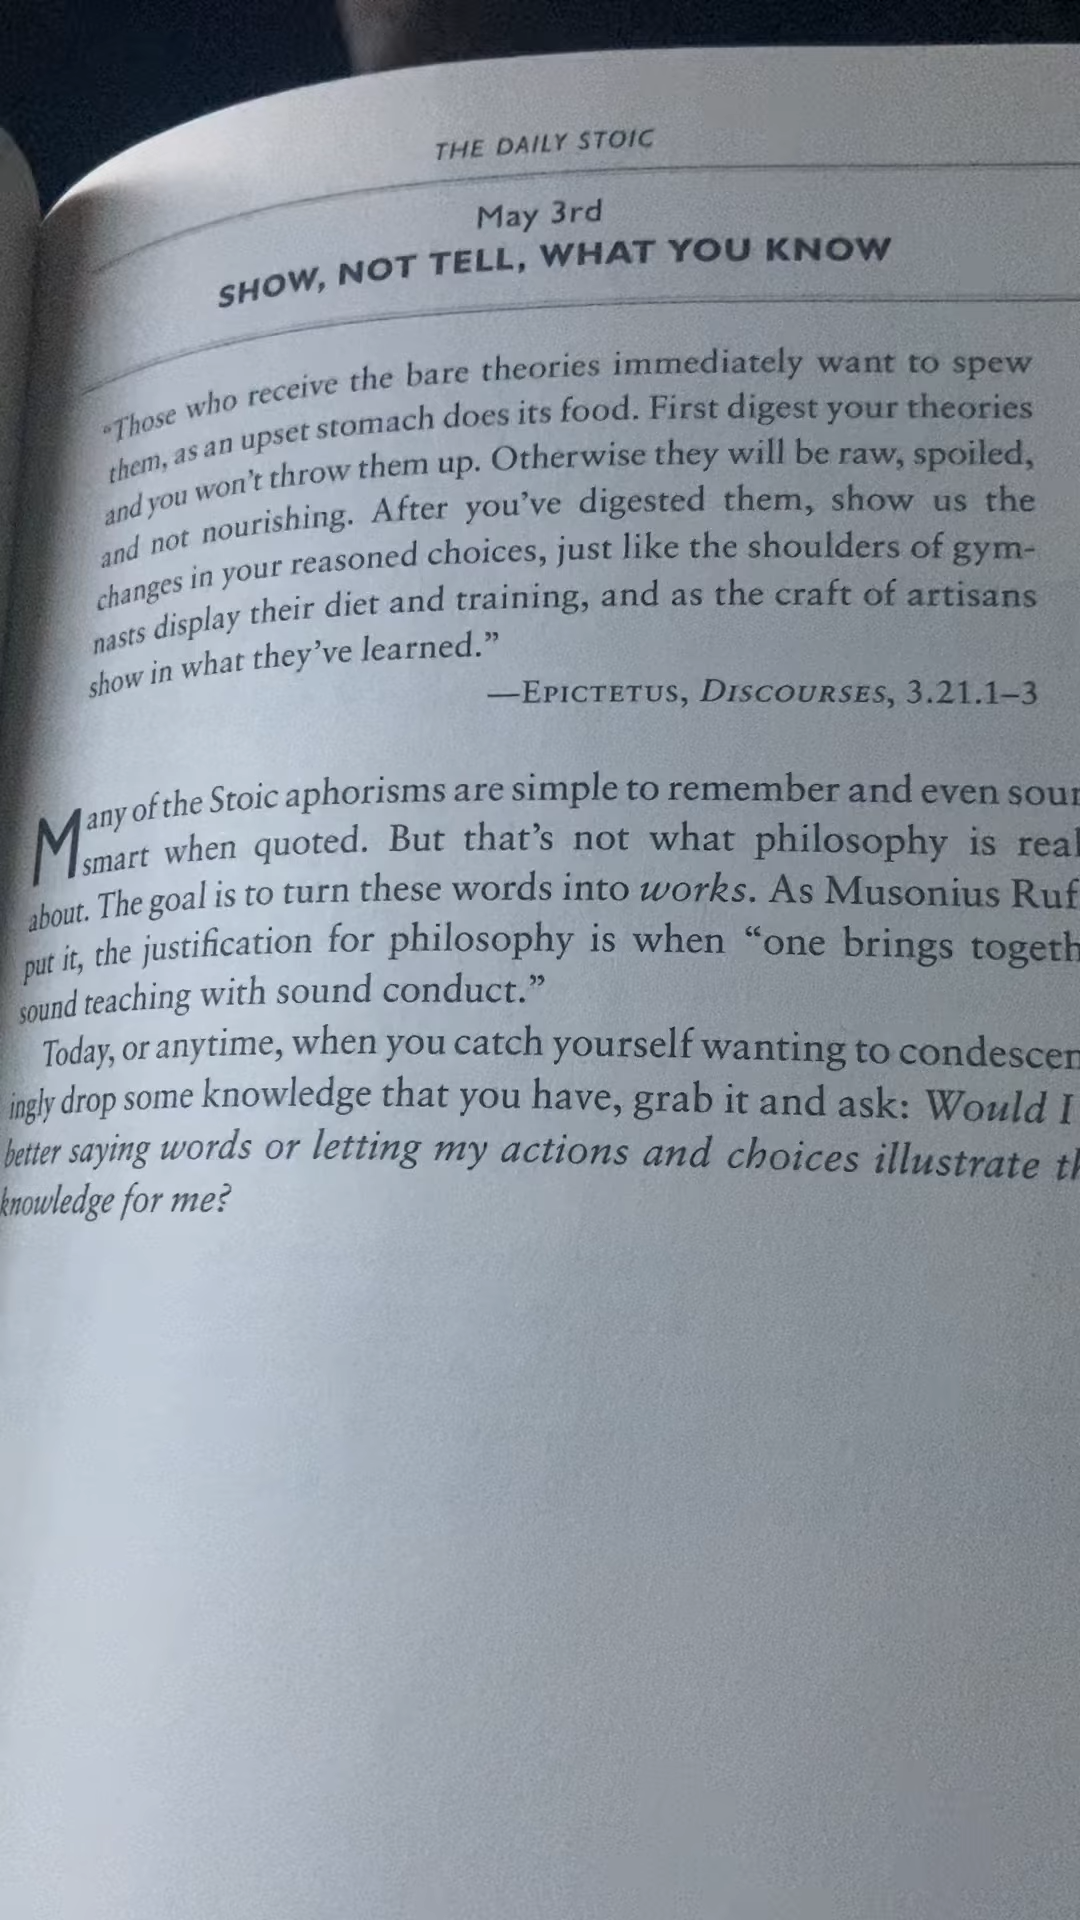 THE DAILY STOIC
May 3rd
SHOW, NOT TELL, WHAT YOU KNOW
“Those who receive the bare theories immediately want to spew
them, as an upset stomach does its food. First digest your theories
and you won’t throw them up. Otherwise they will be raw, spoiled,
and not nourishing. After you’ve digested them, show us the
changes in your reasoned choices, just like the shoulders of gym-
nasts display their diet and training, and as the craft of artisans
show in what they’ve learned.”
—EPICTETUS, DISCOURSES, 3.21.1–3
Many of the Stoic aphorisms are simple to remember and even sour
smart when quoted. But that’s not what philosophy is real
about. The goal is to turn these words into works. As Musonius Ruf
put it, the justification for philosophy is when “one brings togeth
sound teaching with sound conduct.”
Today, or anytime, when you catch yourself wanting to condescen
ingly drop some knowledge that you have, grab it and ask: Would I
better saying words or letting my actions and choices illustrate th
knowledge for me?